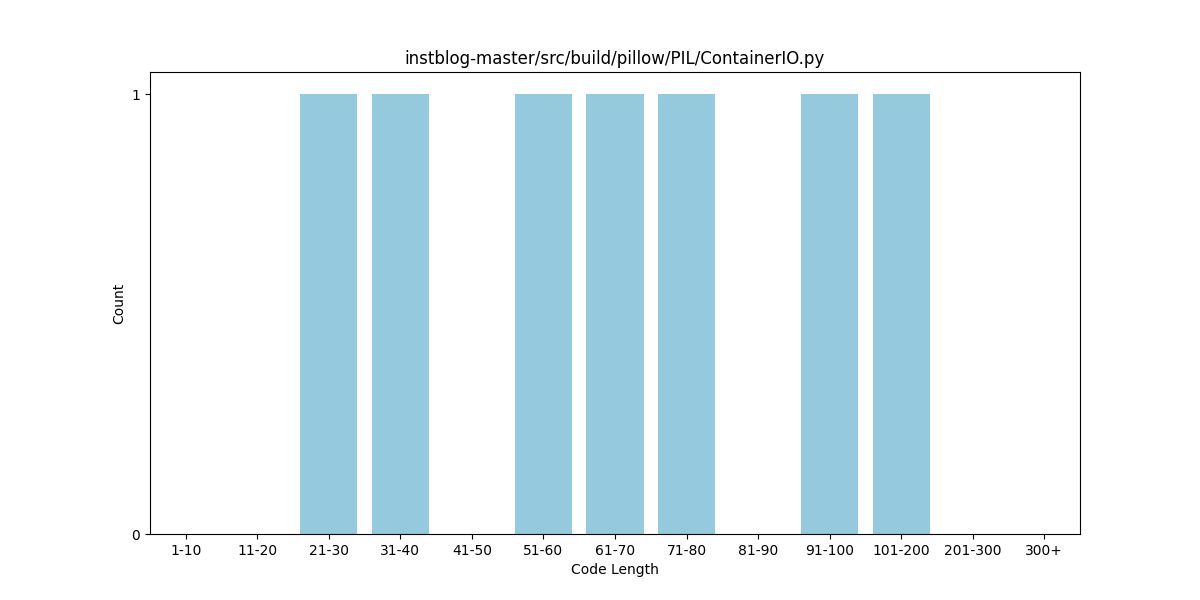 instblog-master/src/build/pillow/PIL/ContainerIO.py
1
Count
0
1-10 11-20 21-30 31-40 41-50 51-60 61-70 71-80 81-90 91-100 101-200 201-300 300+
Code Length